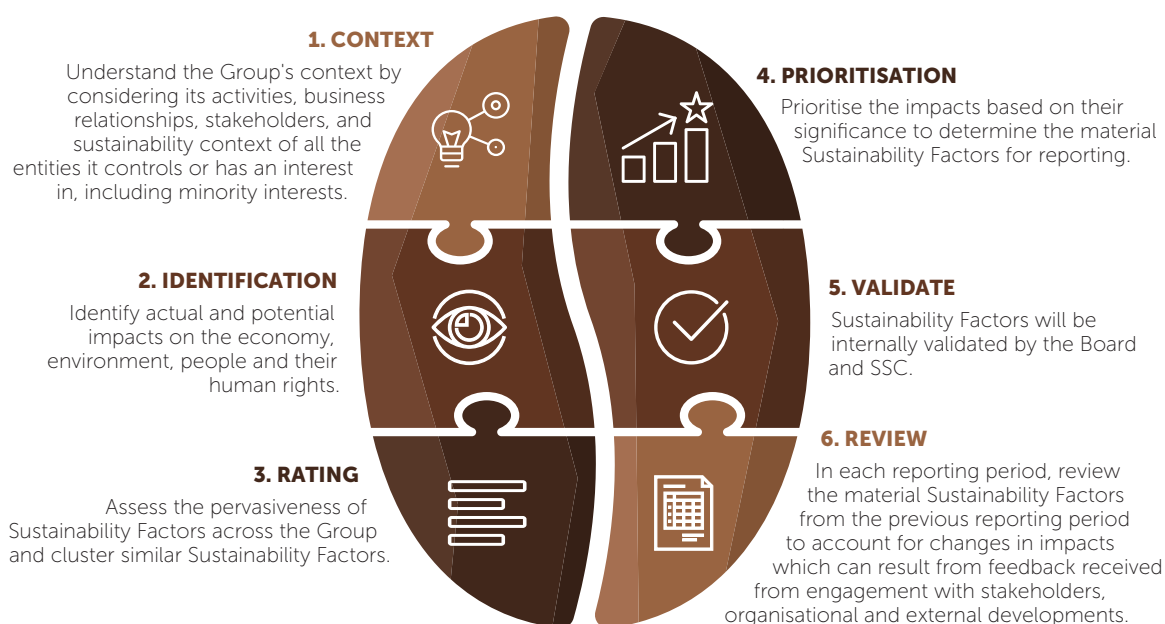 1. CONTEXT
Understand the Group's context by
considering its activities, business
relationships, stakeholders, and
sustainability context of all the
entities it controls or has an interest
in, including minority interests.
2. IDENTIFICATION
Identify actual and potential
impacts on the economy,
environment, people and their
human rights.
3. RATING
Assess the pervasiveness of
Sustainability Factors across the Group
and cluster similar Sustainability Factors.
4. PRIORITISATION
Prioritise the impacts based on their
significance to determine the material
Sustainability Factors for reporting.
5. VALIDATE
Sustainability Factors will be
internally validated by the Board
and SSC.
6. REVIEW
In each reporting period, review
the material Sustainability Factors
from the previous reporting period
to account for changes in impacts
which can result from feedback received
from engagement with stakeholders,
organisational and external developments.